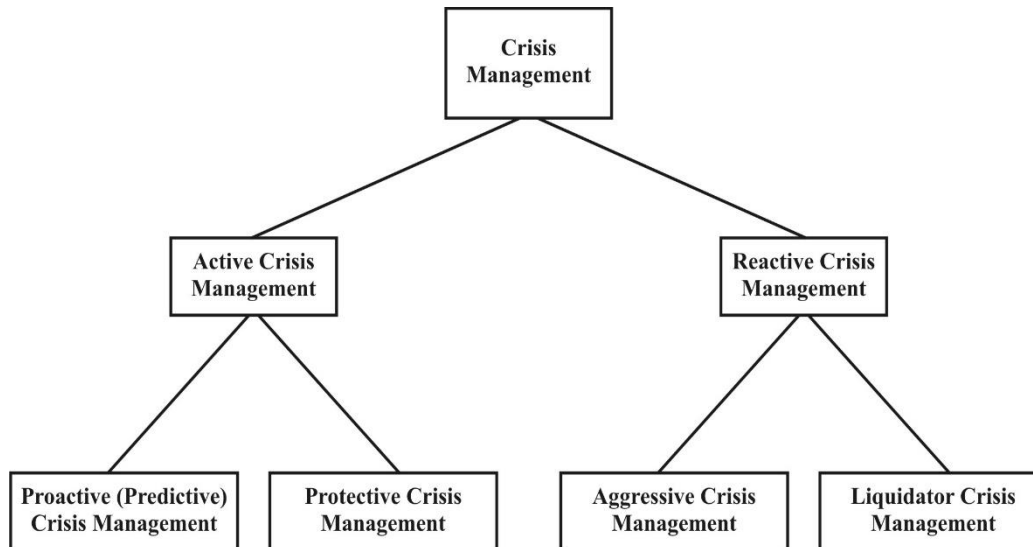 Crisis
Management
Active Crisis
Management
Reactive Crisis
Management
Proactive (Predictive)
Crisis Management
Protective Crisis
Management
Aggressive Crisis
Management
Liquidator Crisis
Management